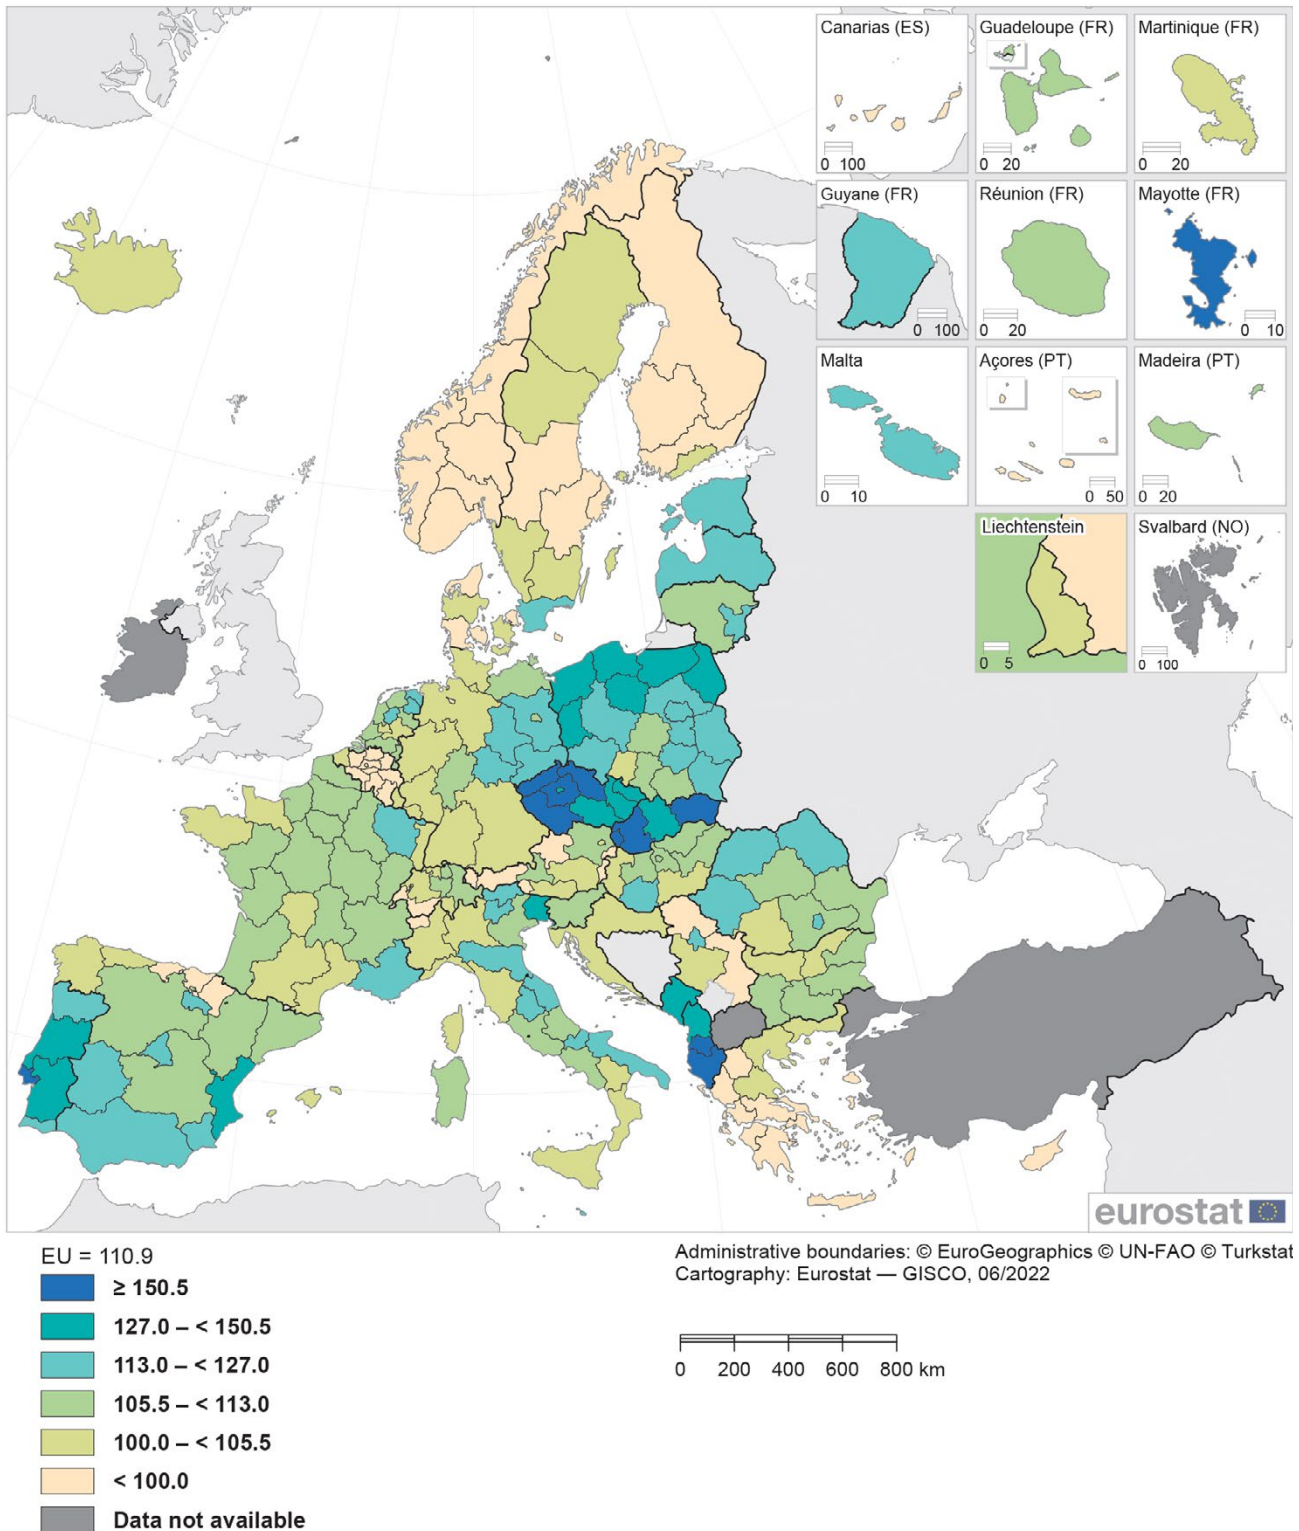 Canarias (ES)
0 100
Guadeloupe (FR)
0 20
Martinique (FR)
0 20
Guyane (FR)
0 100
Réunion (FR)
0 20
Mayotte (FR)
0 10
Malta
0 10
Açores (PT)
0 50
Madeira (PT)
0 20
Liechtenstein
0 5
Svalbard (NO)
0 100
eurostat
EU = 110.9
≥ 150.5
127.0 – < 150.5
113.0 – < 127.0
105.5 – < 113.0
100.0 – < 105.5
< 100.0
Data not available
Administrative boundaries: © EuroGeographics © UN-FAO © Turkstat
Cartography: Eurostat — GISCO, 06/2022
0 200 400 600 800 km